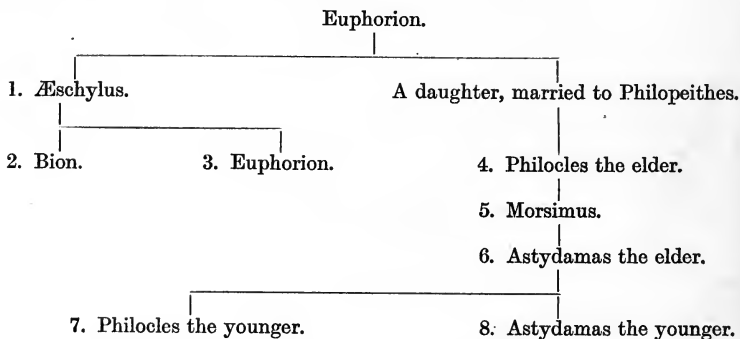 Euphorion.
1. Æschylus. A daughter, married to Philopeithes.
2. Bion. 3. Euphorion. 4. Philocles the elder.
5. Morsimus.
6. Astydamas the elder.
7. Philocles the younger. 8. Astydamas the younger.